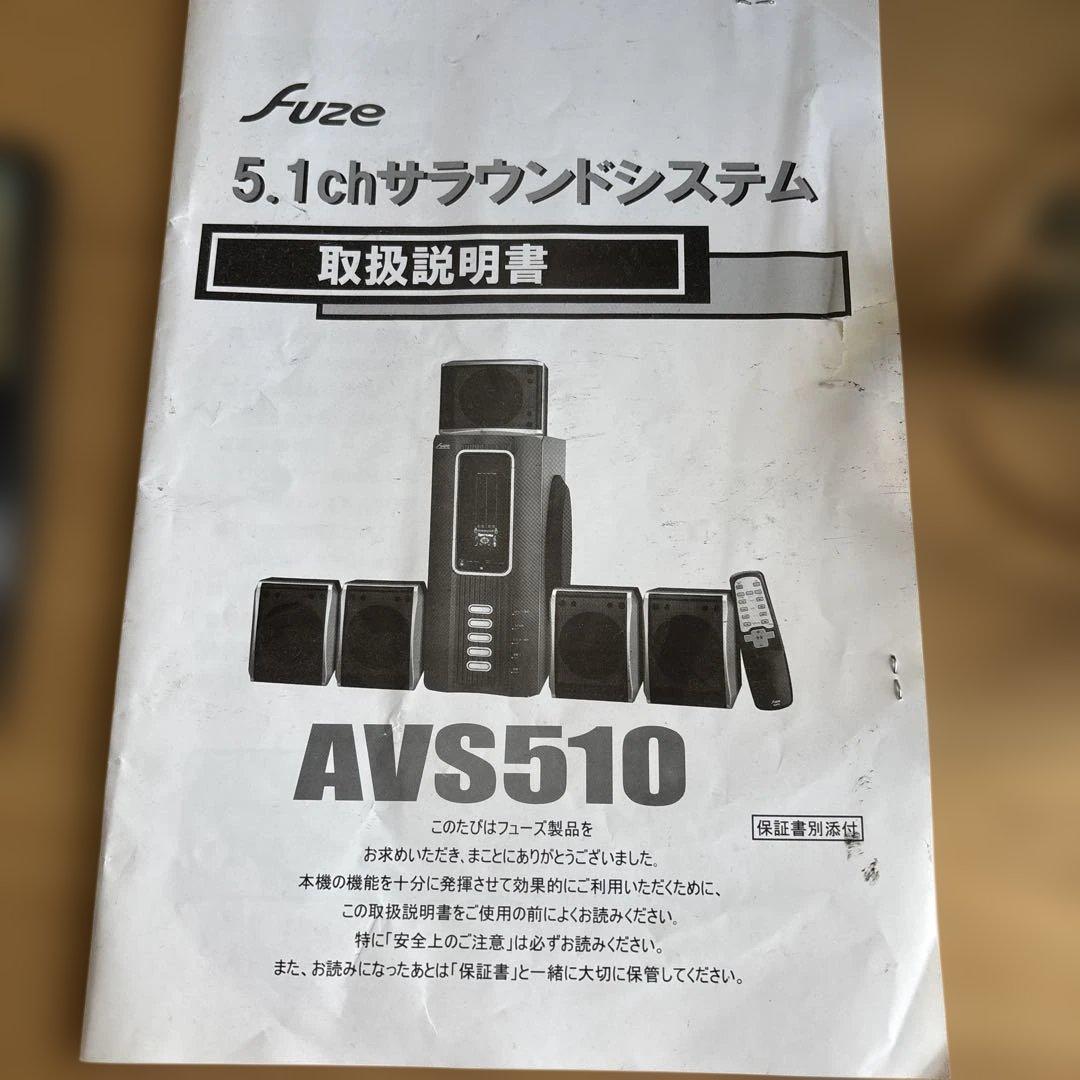 fuze
5.1chサラウンドシステム
取扱説明書
AVS510
保証書別添付
このたびはフューズ製品を
お求めいただき、まことにありがとうございました。
本機の機能を十分に発揮させて効果的にご利用いただくために、
この取扱説明書をご使用の前によくお読みください。
特に「安全上のご注意」は必ずお読みください。
また、お読みになったあとは「保証書」と一緒に大切に保管してください。